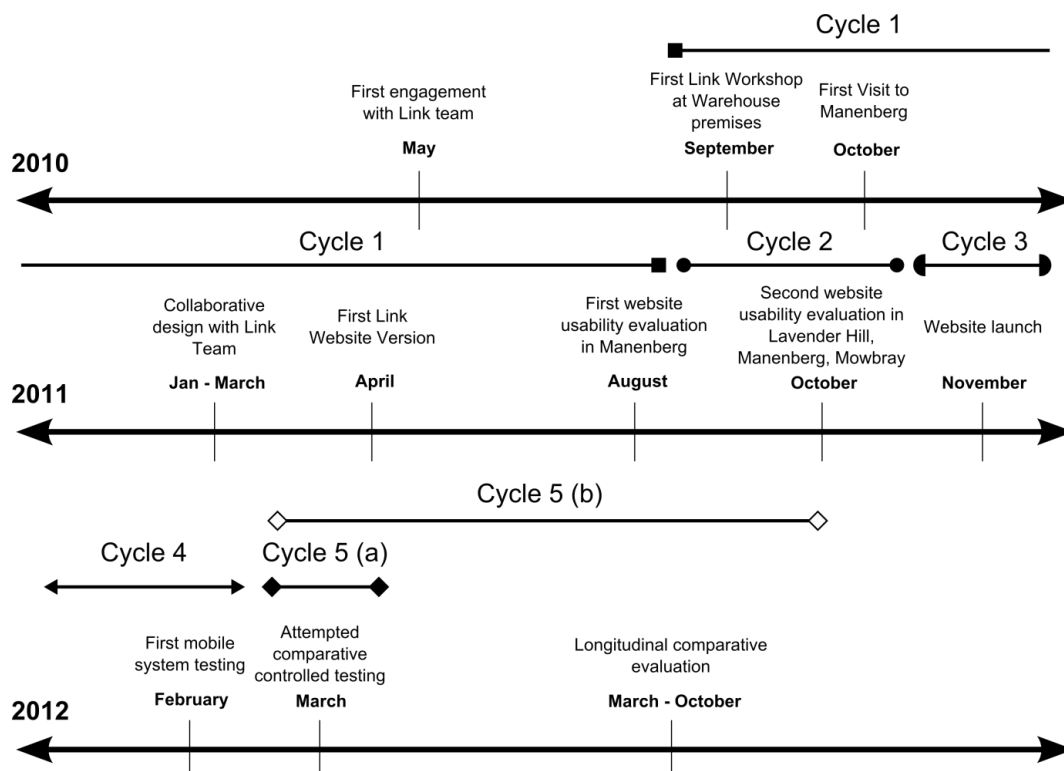 Cycle 1
First engagement
with Link team
May
First Link Workshop
at Warehouse
premises
September
First Visit to
Manenberg
October
2010
Cycle 1
Cycle 2
Cycle 3
Collaborative
design with Link
Team
Jan - March
First Link
Website Version
April
First website
usability evaluation
in Manenberg
August
Second website
usability evaluation in
Lavender Hill,
Manenberg, Mowbray
October
Website launch
November
2011
Cycle 5 (b)
Cycle 4
Cycle 5 (a)
First mobile
system testing
February
Attempted
comparative
controlled testing
March
Longitudinal comparative
evaluation
March - October
2012